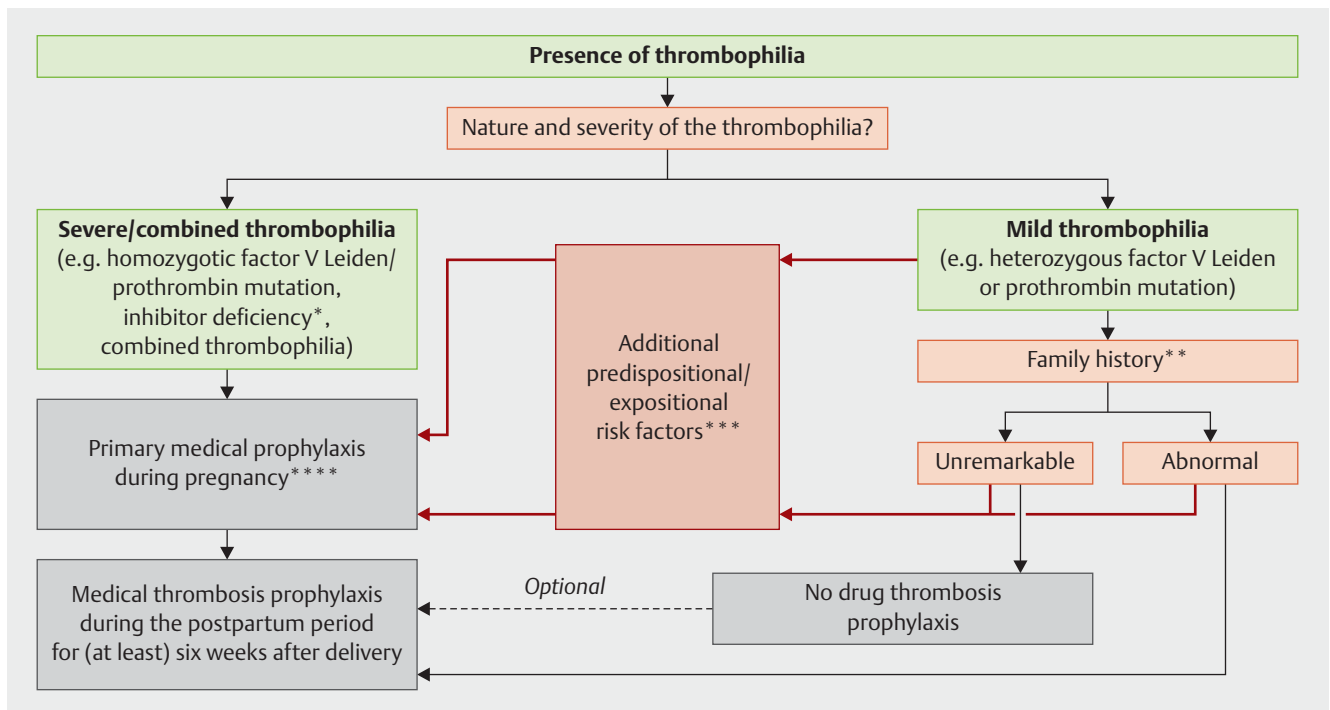 Presence of thrombophilia
Nature and severity of the thrombophilia?
Severe/combined thrombophilia
(e.g. homozygotic factor V Leiden/
prothrombin mutation,
inhibitor deficiency*,
combined thrombophilia)
Mild thrombophilia
(e.g. heterozygous factor V Leiden
or prothrombin mutation)
Additional
predispositional/
expositional
risk factors***
Family history**
Primary medical prophylaxis
during pregnancy****
Unremarkable
Abnormal
Medical thrombosis prophylaxis
during the postpartum period
for (at least) six weeks after delivery
Optional
No drug thrombosis
prophylaxis